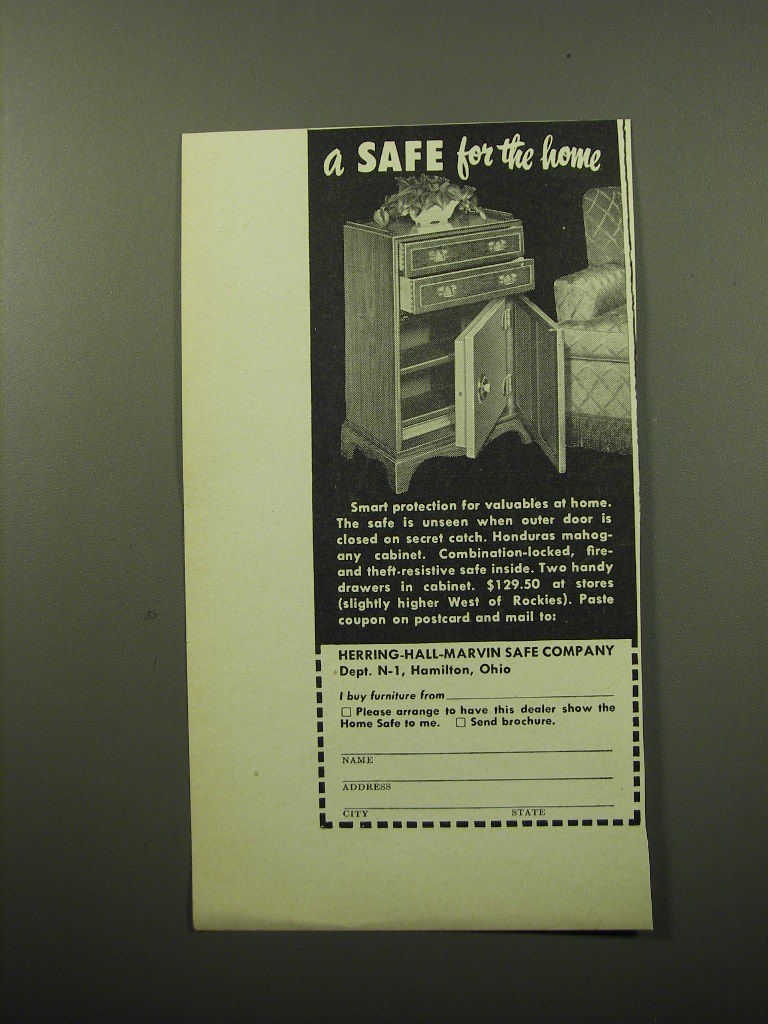 a SAFE for the home
Smart protection for valuables at home.
The safe is unseen when outer door is
closed on secret catch. Honduras mahog-
any cabinet. Combination-locked, fire-
and theft-resistive safe inside. Two handy
drawers in cabinet. $129.50 at stores
(slightly higher West of Rockies). Paste
coupon on postcard and mail to:
HERRING-HALL-MARVIN SAFE COMPANY
Dept. N-1, Hamilton, Ohio
I buy furniture from
Please arrange to have this dealer show the
Home Safe to me. Send brochure.
NAME
ADDRESS
CITY STATE